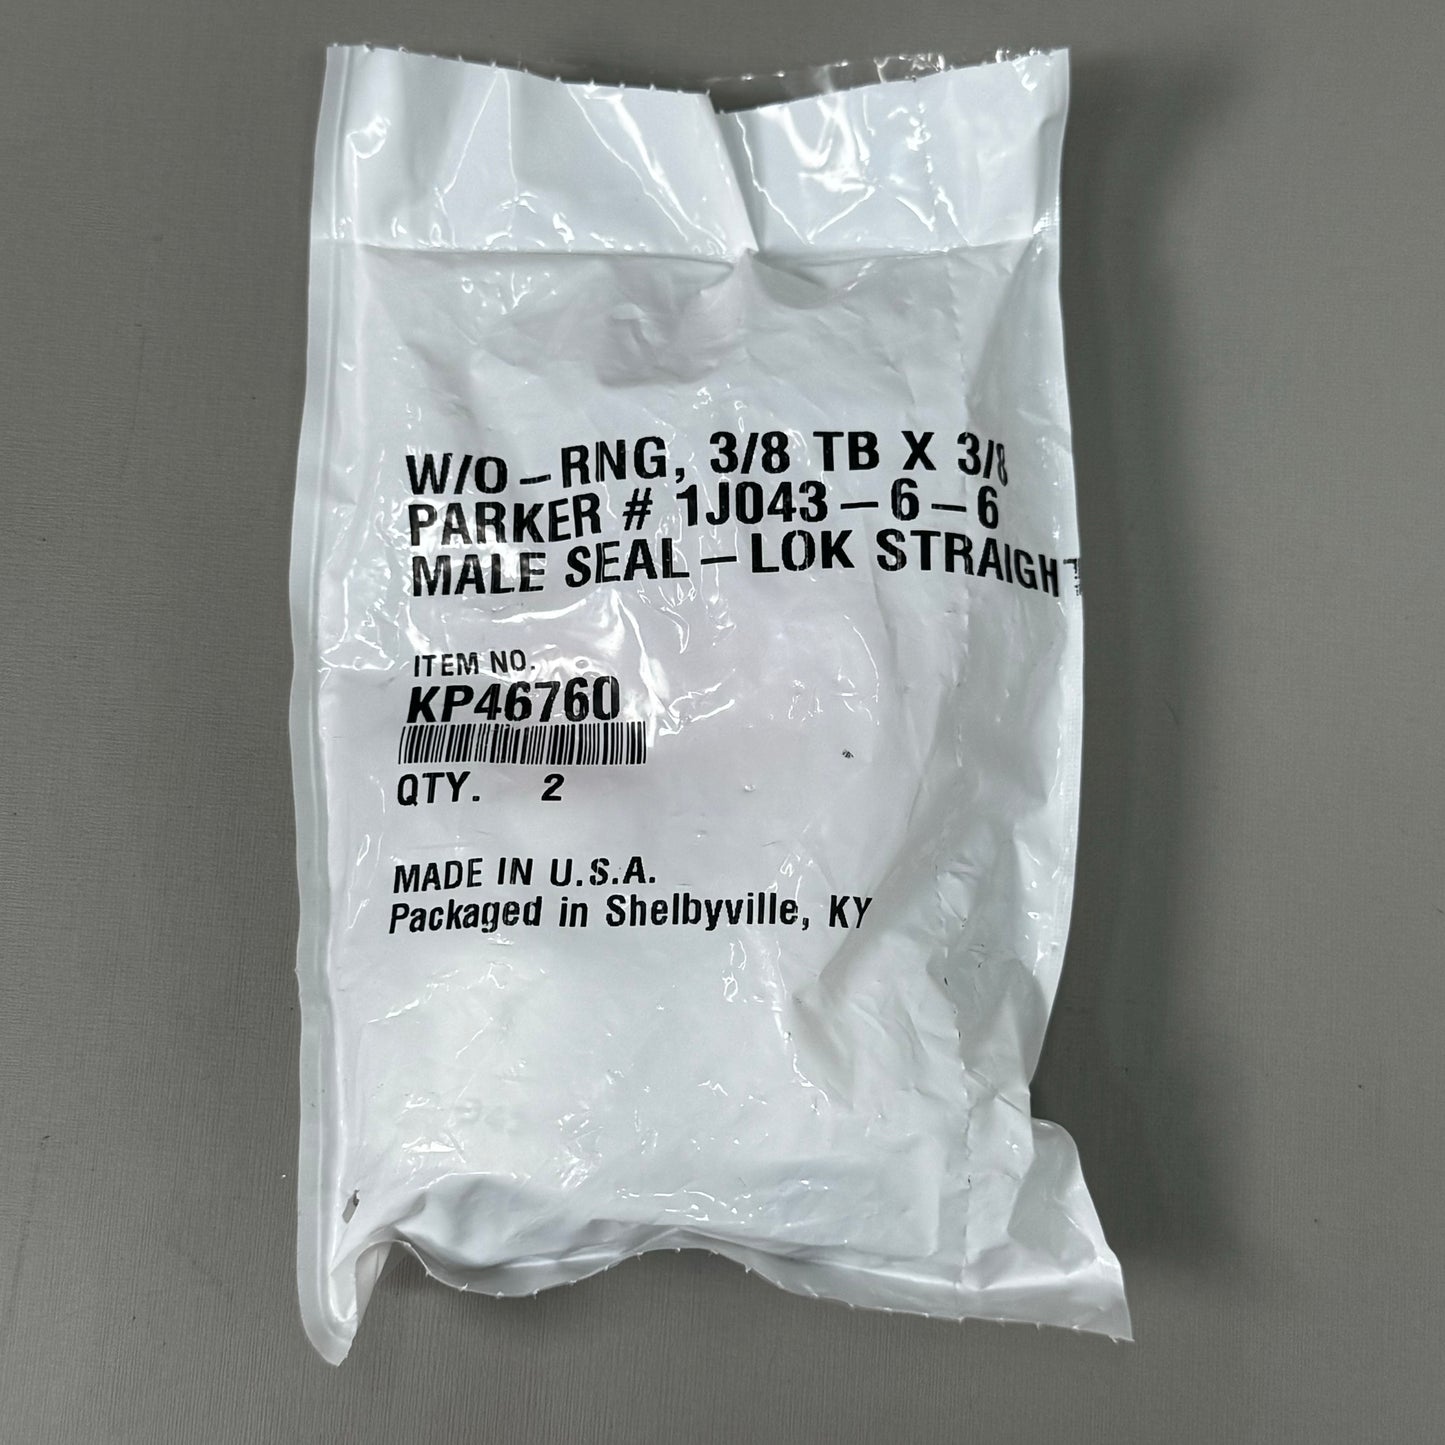 W/O-RNG, 3/8 TB X 3/8
PARKER # 1J043-6-6
MALE SEAL-LOK STRAIGHT
ITEM NO.
KP46760
QTY. 2
MADE IN U.S.A.
Packaged in Shelbyville, KY